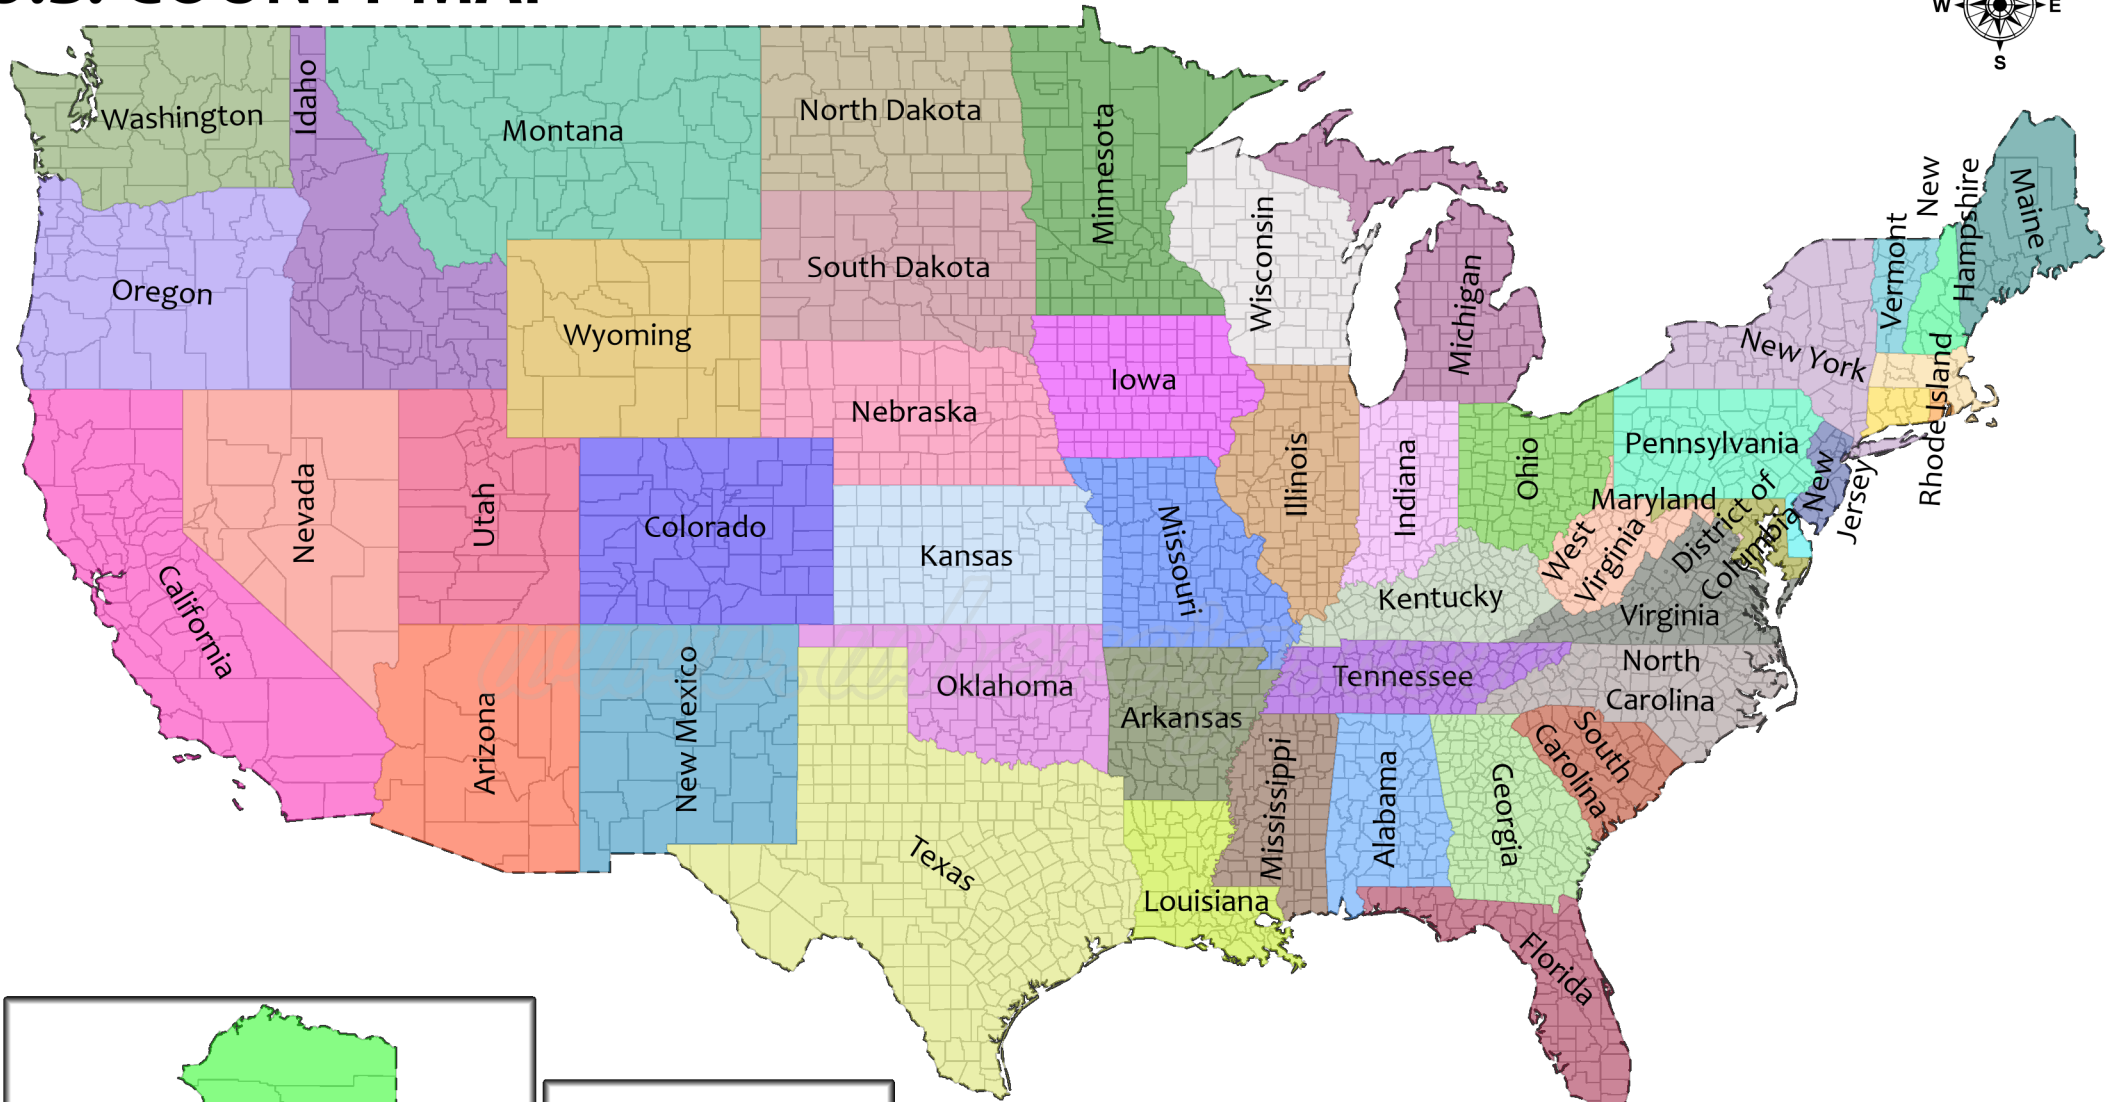 U.S. COUNTY MAP
W
E
S
Washington
Idaho
Montana
North Dakota
Minnesota
Oregon
South Dakota
Wisconsin
Michigan
Wyoming
Iowa
Nebraska
Maine
New
Hampshire
Vermont
New York
Rhode Island
Pennsylvania
New
Jersey
Maryland
District of
Columbia
West
Virginia
Virginia
Ohio
Indiana
Illinois
Nevada
Utah
Colorado
Kansas
Missouri
Kentucky
California
Tennessee
North
Carolina
Arizona
New Mexico
Oklahoma
Arkansas
South
Carolina
Mississippi
Alabama
Georgia
Texas
Louisiana
Florida